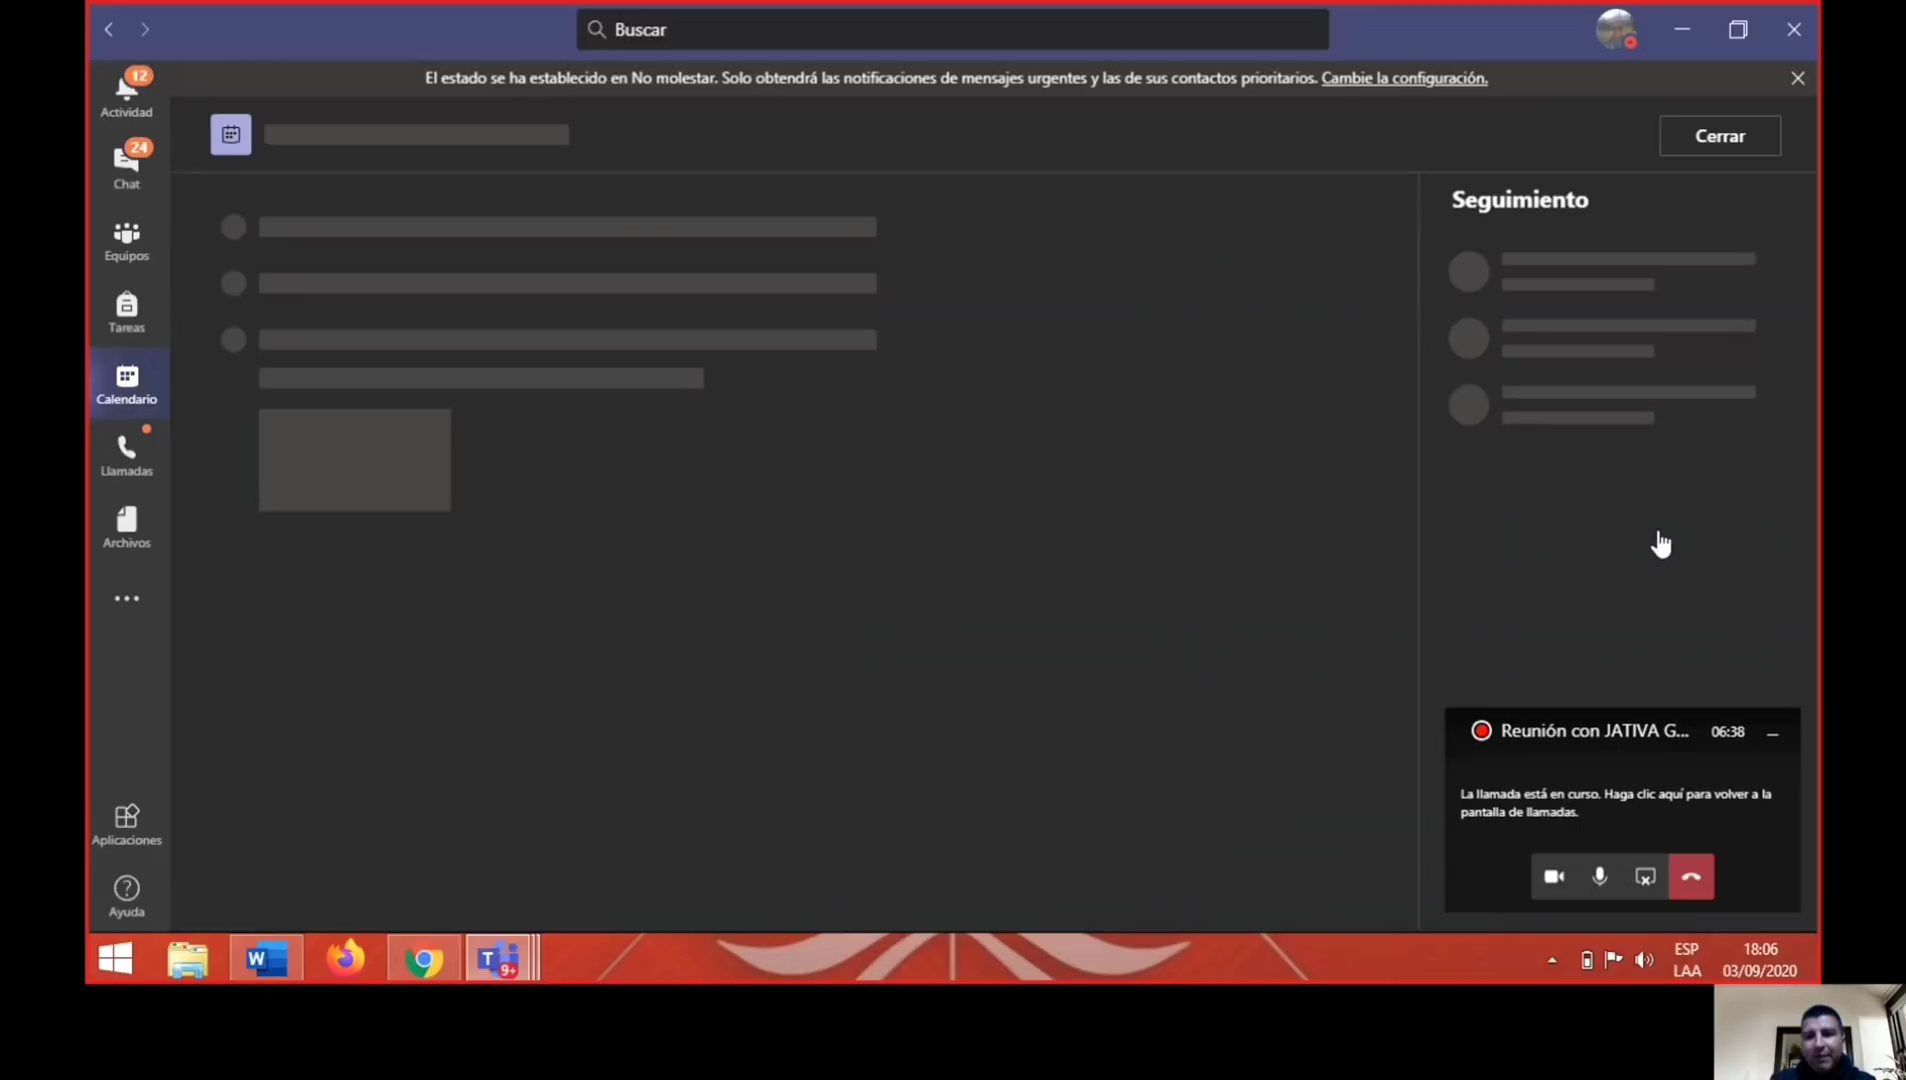 Buscar
El estado se ha establecido en No molestar. Solo obtendrá las notificaciones de mensajes urgentes y las de sus contactos prioritarios. Cambie la configuración.
12
Actividad
24
Chat
Equipos
Tareas
Calendario
Llamadas
Archivos
Aplicaciones
Ayuda
Cerrar
Seguimiento
Reunión con JATIVA G... 06:38
La llamada está en curso. Haga clic aquí para volver a la
pantalla de llamadas.
W
T
9+
ESP
LAA
18:06
03/09/2020